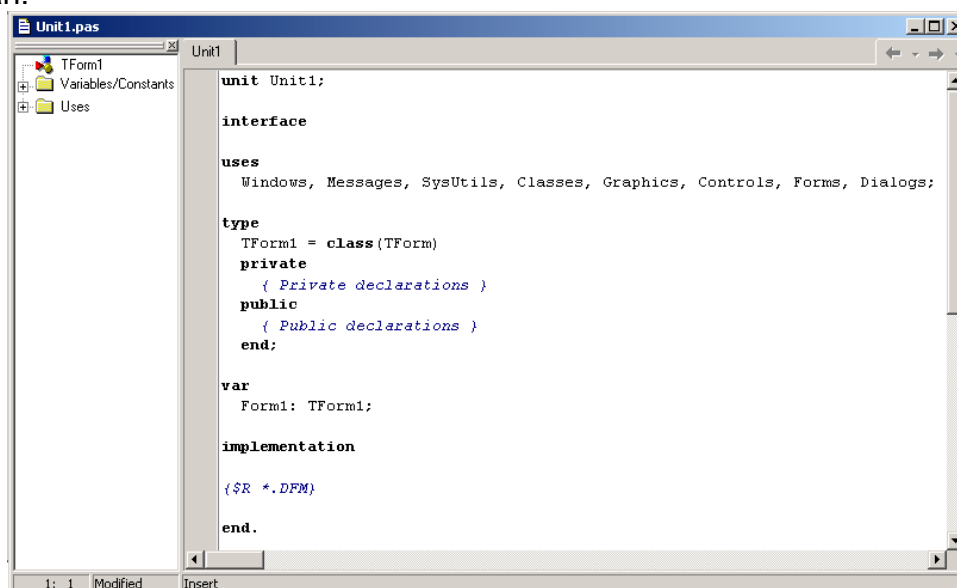 Unit1.pas
TForm1
Variables/Constants
Uses
Unit1
unit Unit1;
interface
uses
Windows, Messages, SysUtils, Classes, Graphics, Controls, Forms, Dialogs;
type
TForm1 = class(TForm)
private
{ Private declarations }
public
{ Public declarations }
end;
var
Form1: TForm1;
implementation
{$R *.DFM}
end.
1: 1 Modified Insert